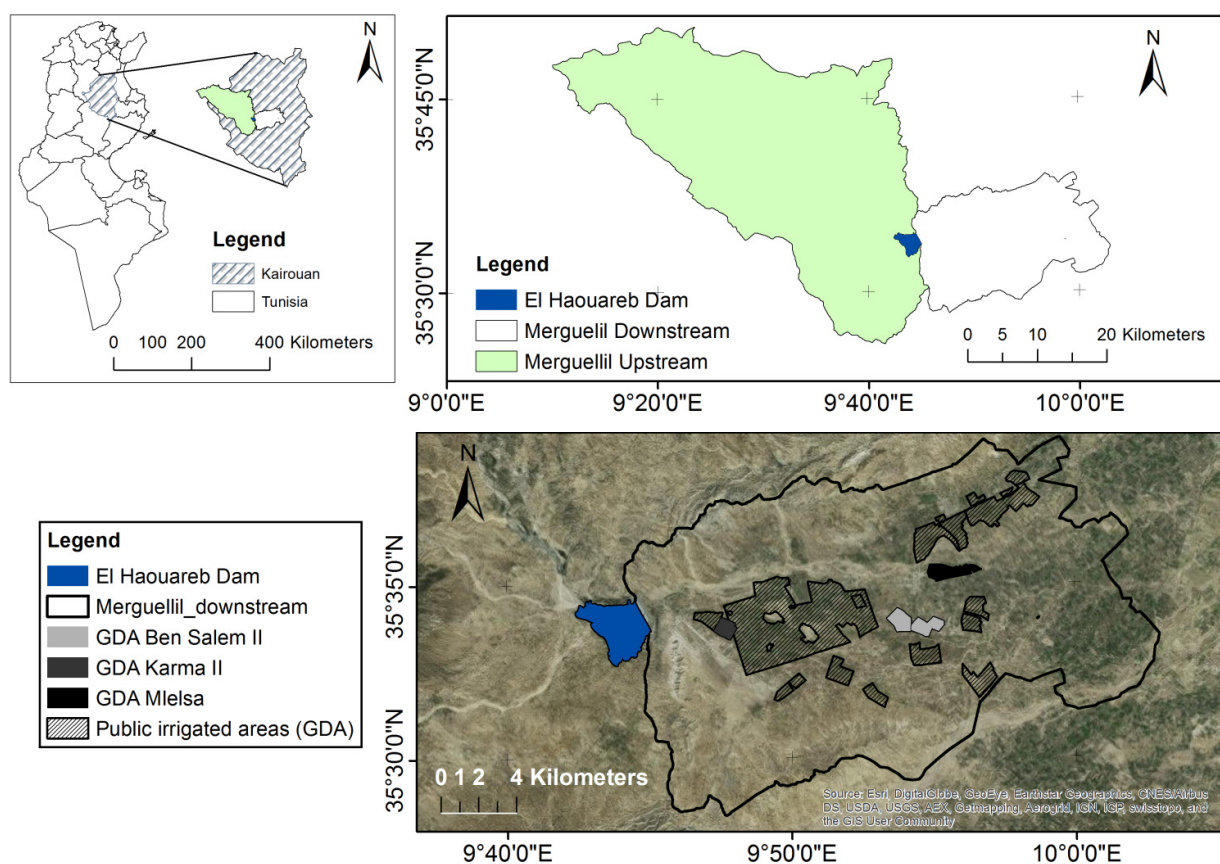 N
Legend
Kairouan
Tunisia
0 100 200 400 Kilometers
N
35°45'0"N
35°30'0"N
Legend
El Haouareb Dam
Merguelil Downstream
Merguellil Upstream
0 5 10 20 Kilometers
9°0'0"E 9°20'0"E 9°40'0"E 10°0'0"E
Legend
El Haouareb Dam
Merguellil_downstream
GDA Ben Salem II
GDA Karma II
GDA Mlelsa
Public irrigated areas (GDA)
N
35°35'0"N
35°30'0"N
0 1 2 4 Kilometers
Source: Esri, DigitalGlobe, GeoEye, Earthstar Geographics, CNES/Airbus
DS, USDA, USGS, AEX, Getmapping, Aerogrid, IGN, IGP, swisstopo, and
the GIS User Community
9°40'0"E 9°50'0"E 10°0'0"E